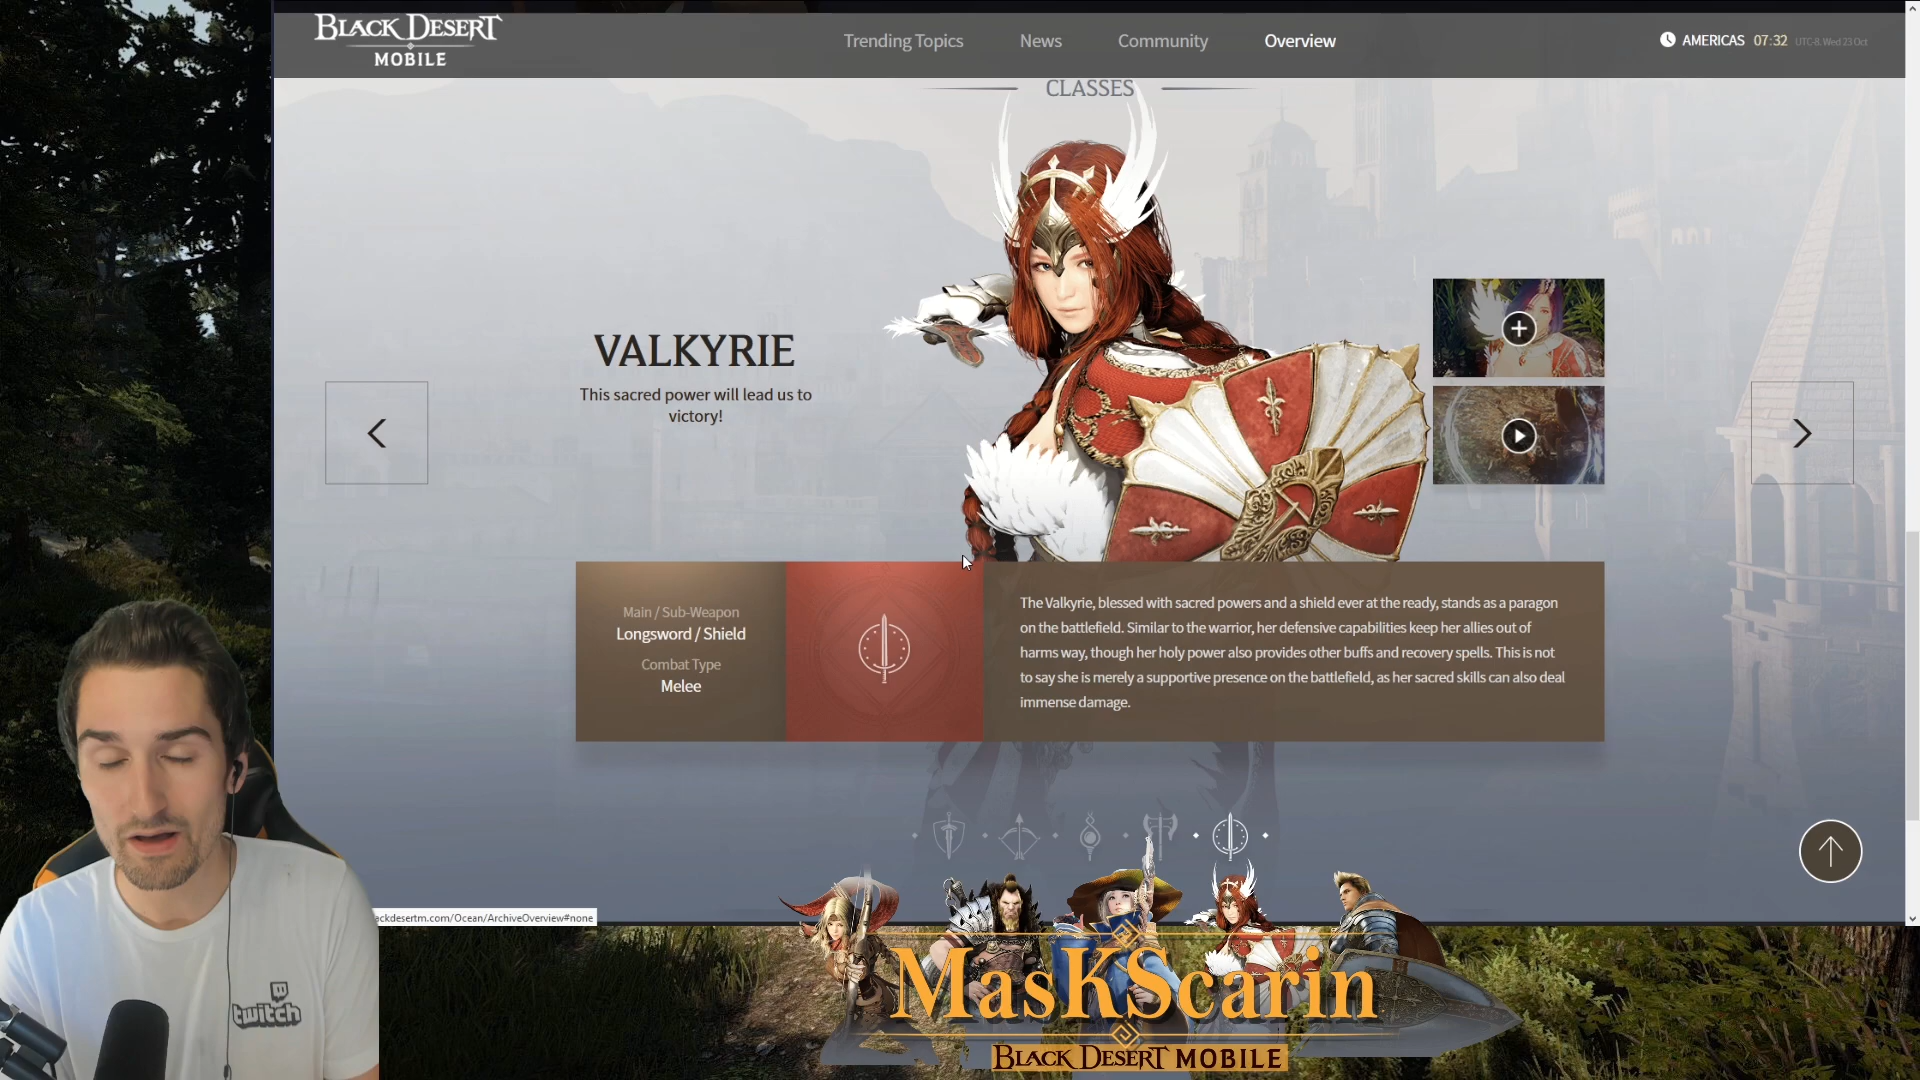 BLACK DESERT
MOBILE
Trending Topics
News
Community
Overview
AMERICAS 07:32 UTC-8, Wed 23 Oct
CLASSES
VALKYRIE
This sacred power will lead us to
victory!
Main / Sub-Weapon
Longsword / Shield
Combat Type
Melee
The Valkyrie, blessed with sacred powers and a shield ever at the ready, stands as a paragon
on the battlefield. Similar to the warrior, her defensive capabilities keep her allies out of
harms way, though her holy power also provides other buffs and recovery spells. This is not
to say she is merely a supportive presence on the battlefield, as her sacred skills can also deal
immense damage.
ackdesertm.com/Ocean/ArchiveOverview#none
twitch
MasKScarin
BLACK DESERT MOBILE